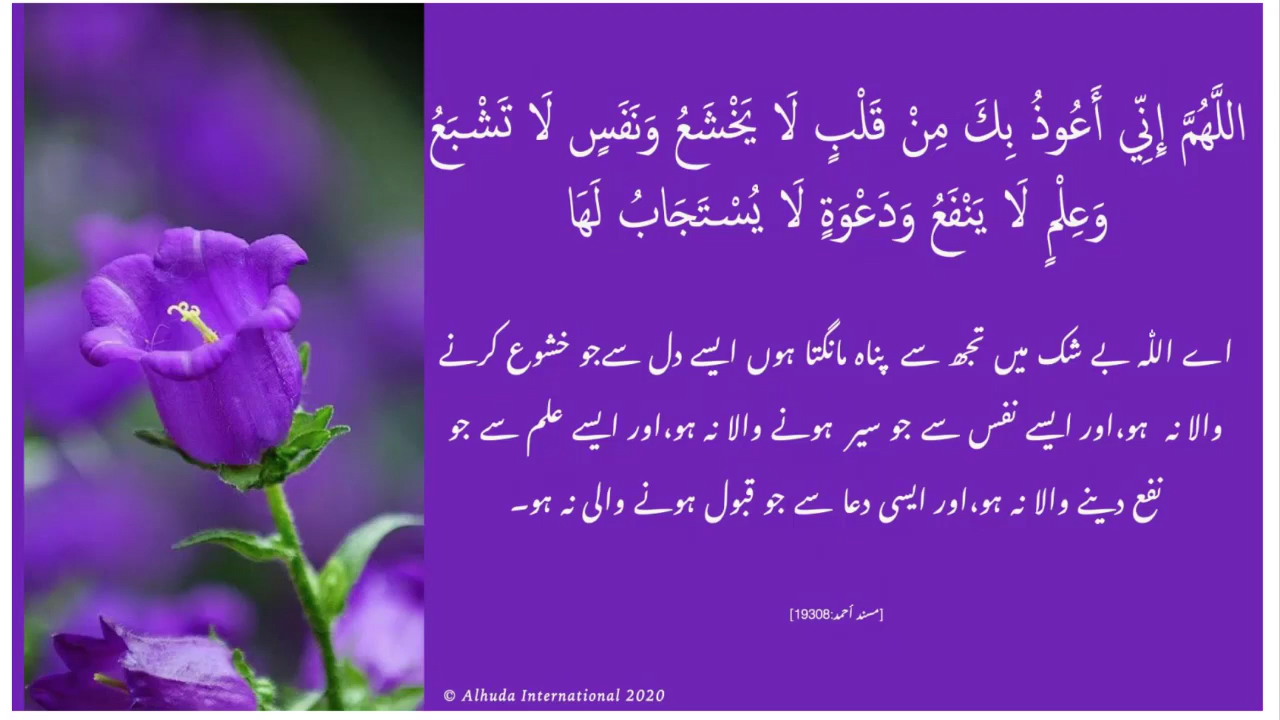 اللَّهُمَّ إِنِّي أَعُوذُ بِكَ مِنْ قَلْبٍ لَا يَخْشَعُ وَنَفَسٍ لَا تَشْبَعُ
وَعِلْمٍ لَا يَنْفَعُ وَدَعْوَةٍ لَا يُسْتَجَابُ لَهَا
اے اللہ بے شک میں تجھ سے پناہ مانگتا ہوں ایسے دل سےجو خشوع کرنے
والا نہ ہو،اور ایسے نفس سے جو سیر ہونے والا نہ ہو،اور ایسے علم سے جو
نفع دینے والا نہ ہو،اور ایسی دعا سے جو قبول ہونے والی نہ ہو۔
[مسند أحمد:19308]
© Alhuda International 2020